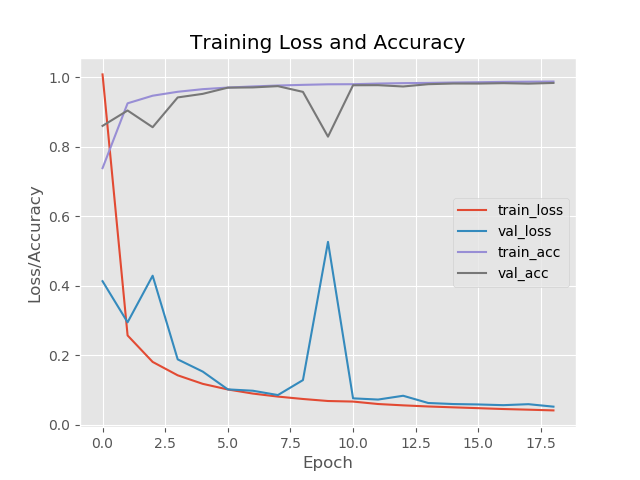 Training Loss and Accuracy
Loss/Accuracy
1.0
0.8
0.6
0.4
0.2
0.0
train_loss
val_loss
train_acc
val_acc
0.0 2.5 5.0 7.5 10.0 12.5 15.0 17.5
Epoch